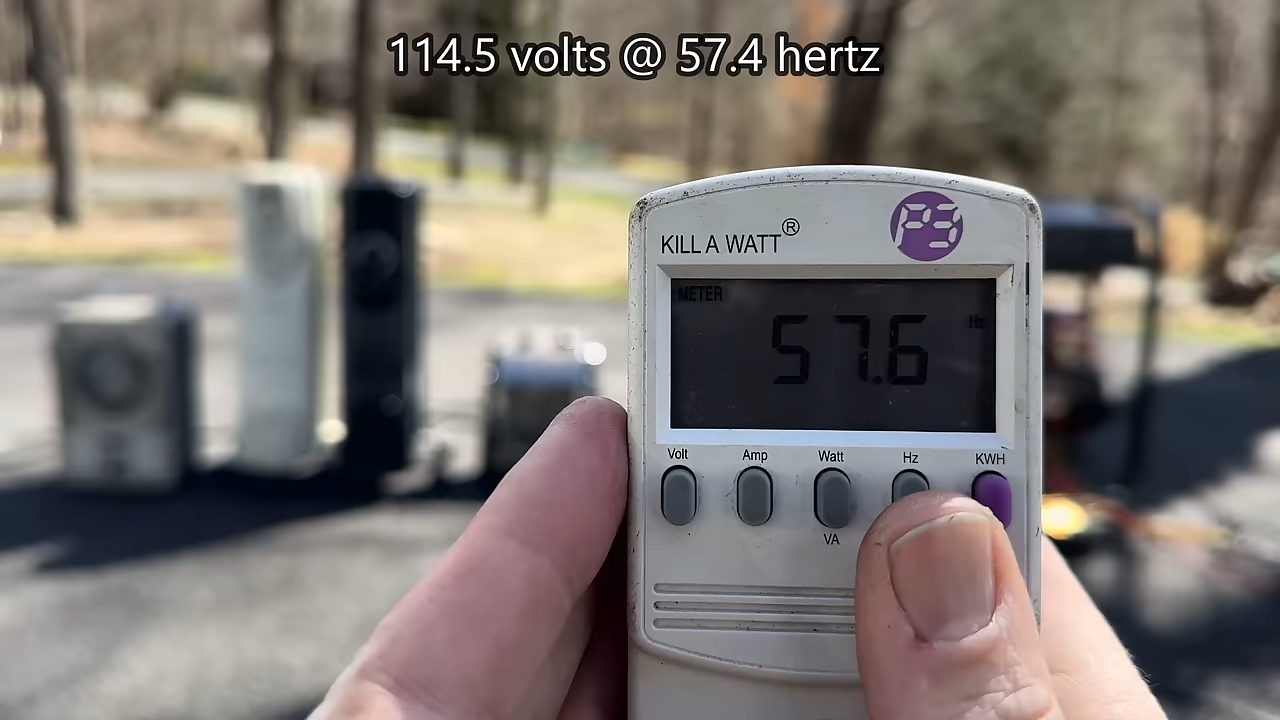 114.5 volts @ 57.4 hertz
KILL A WATT®
P3
METER
57.6 Hz
Volt Amp Watt Hz KWH
VA